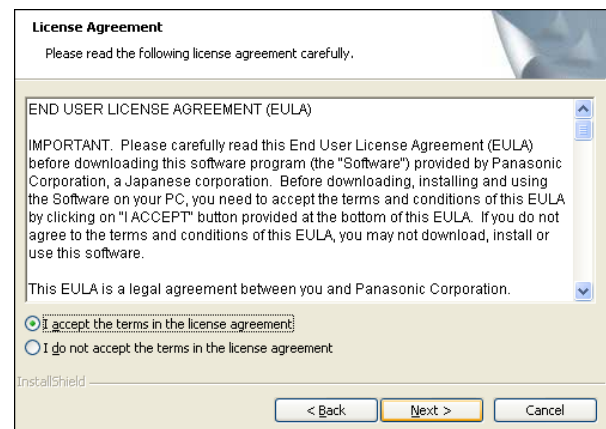 License Agreement
Please read the following license agreement carefully.
END USER LICENSE AGREEMENT (EULA)
IMPORTANT.  Please carefully read this End User License Agreement (EULA)
before downloading this software program (the "Software") provided by Panasonic
Corporation, a Japanese corporation.  Before downloading, installing and using
the Software on your PC, you need to accept the terms and conditions of this EULA
by clicking on "I ACCEPT" button provided at the bottom of this EULA.  If you do not
agree to the terms and conditions of this EULA, you may not download, install or
use this software.
This EULA is a legal agreement between you and Panasonic Corporation.
I accept the terms in the license agreement
I do not accept the terms in the license agreement
InstallShield
< Back
Next >
Cancel